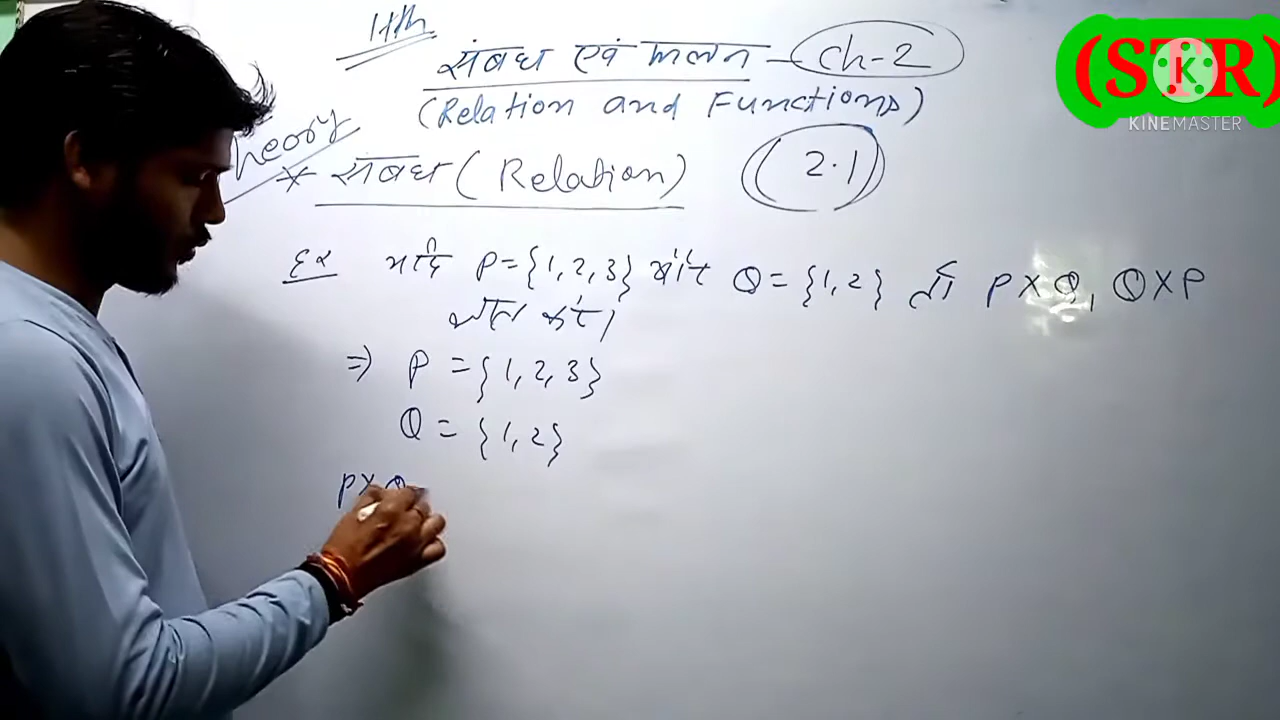 11th
संबंध एवं फलन - Ch-2
(Relation and Functions)
(STR)
K
KINEMASTER
heory
* संबंध (Relation) (2.1)
Ex यदि P = {1, 2, 3} और Q = {1, 2} तो P X Q, Q X P
ज्ञात करो।
=> P = {1, 2, 3}
Q = {1, 2}
P X Q